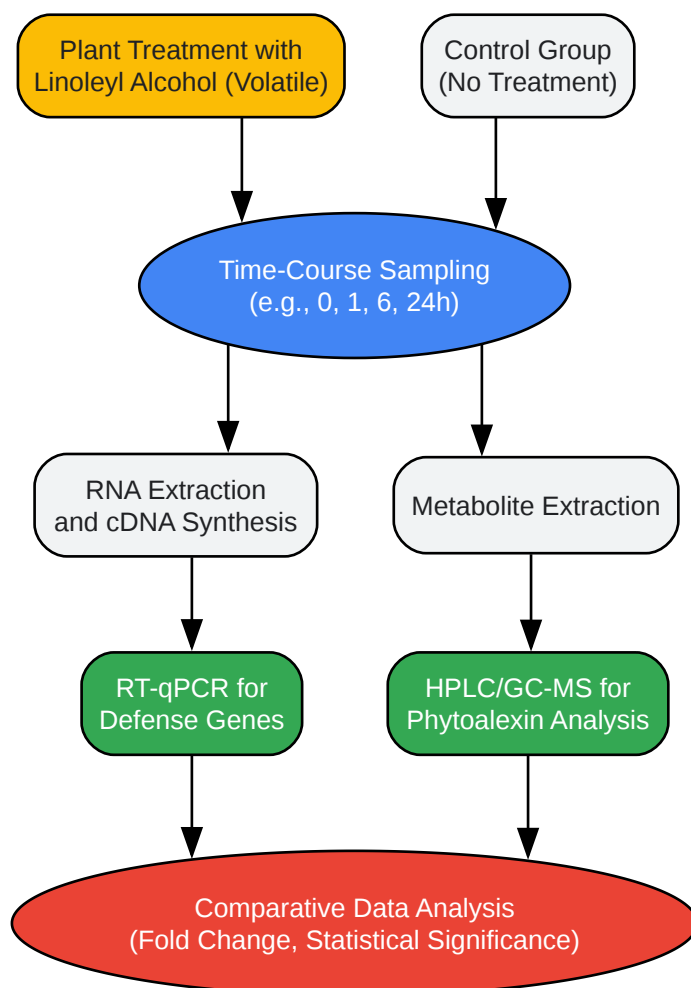 Plant Treatment with
Linoleyl Alcohol (Volatile)
Control Group
(No Treatment)
Time-Course Sampling
(e.g., 0, 1, 6, 24h)
RNA Extraction
and cDNA Synthesis
Metabolite Extraction
RT-qPCR for
Defense Genes
HPLC/GC-MS for
Phytoalexin Analysis
Comparative Data Analysis
(Fold Change, Statistical Significance)